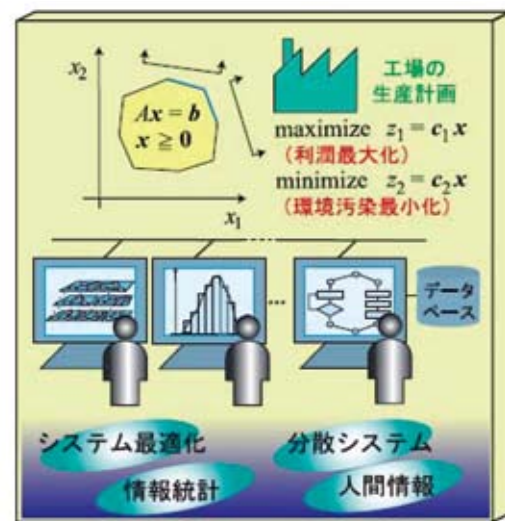 x₂
Ax = b
x ≧ 0
x₁
工場の
生産計画
maximize z₁ = c₁x
(利潤最大化)
minimize z₂ = c₂x
(環境汚染最小化)
...
データ
ベース
システム最適化
分散システム
情報統計
人間情報